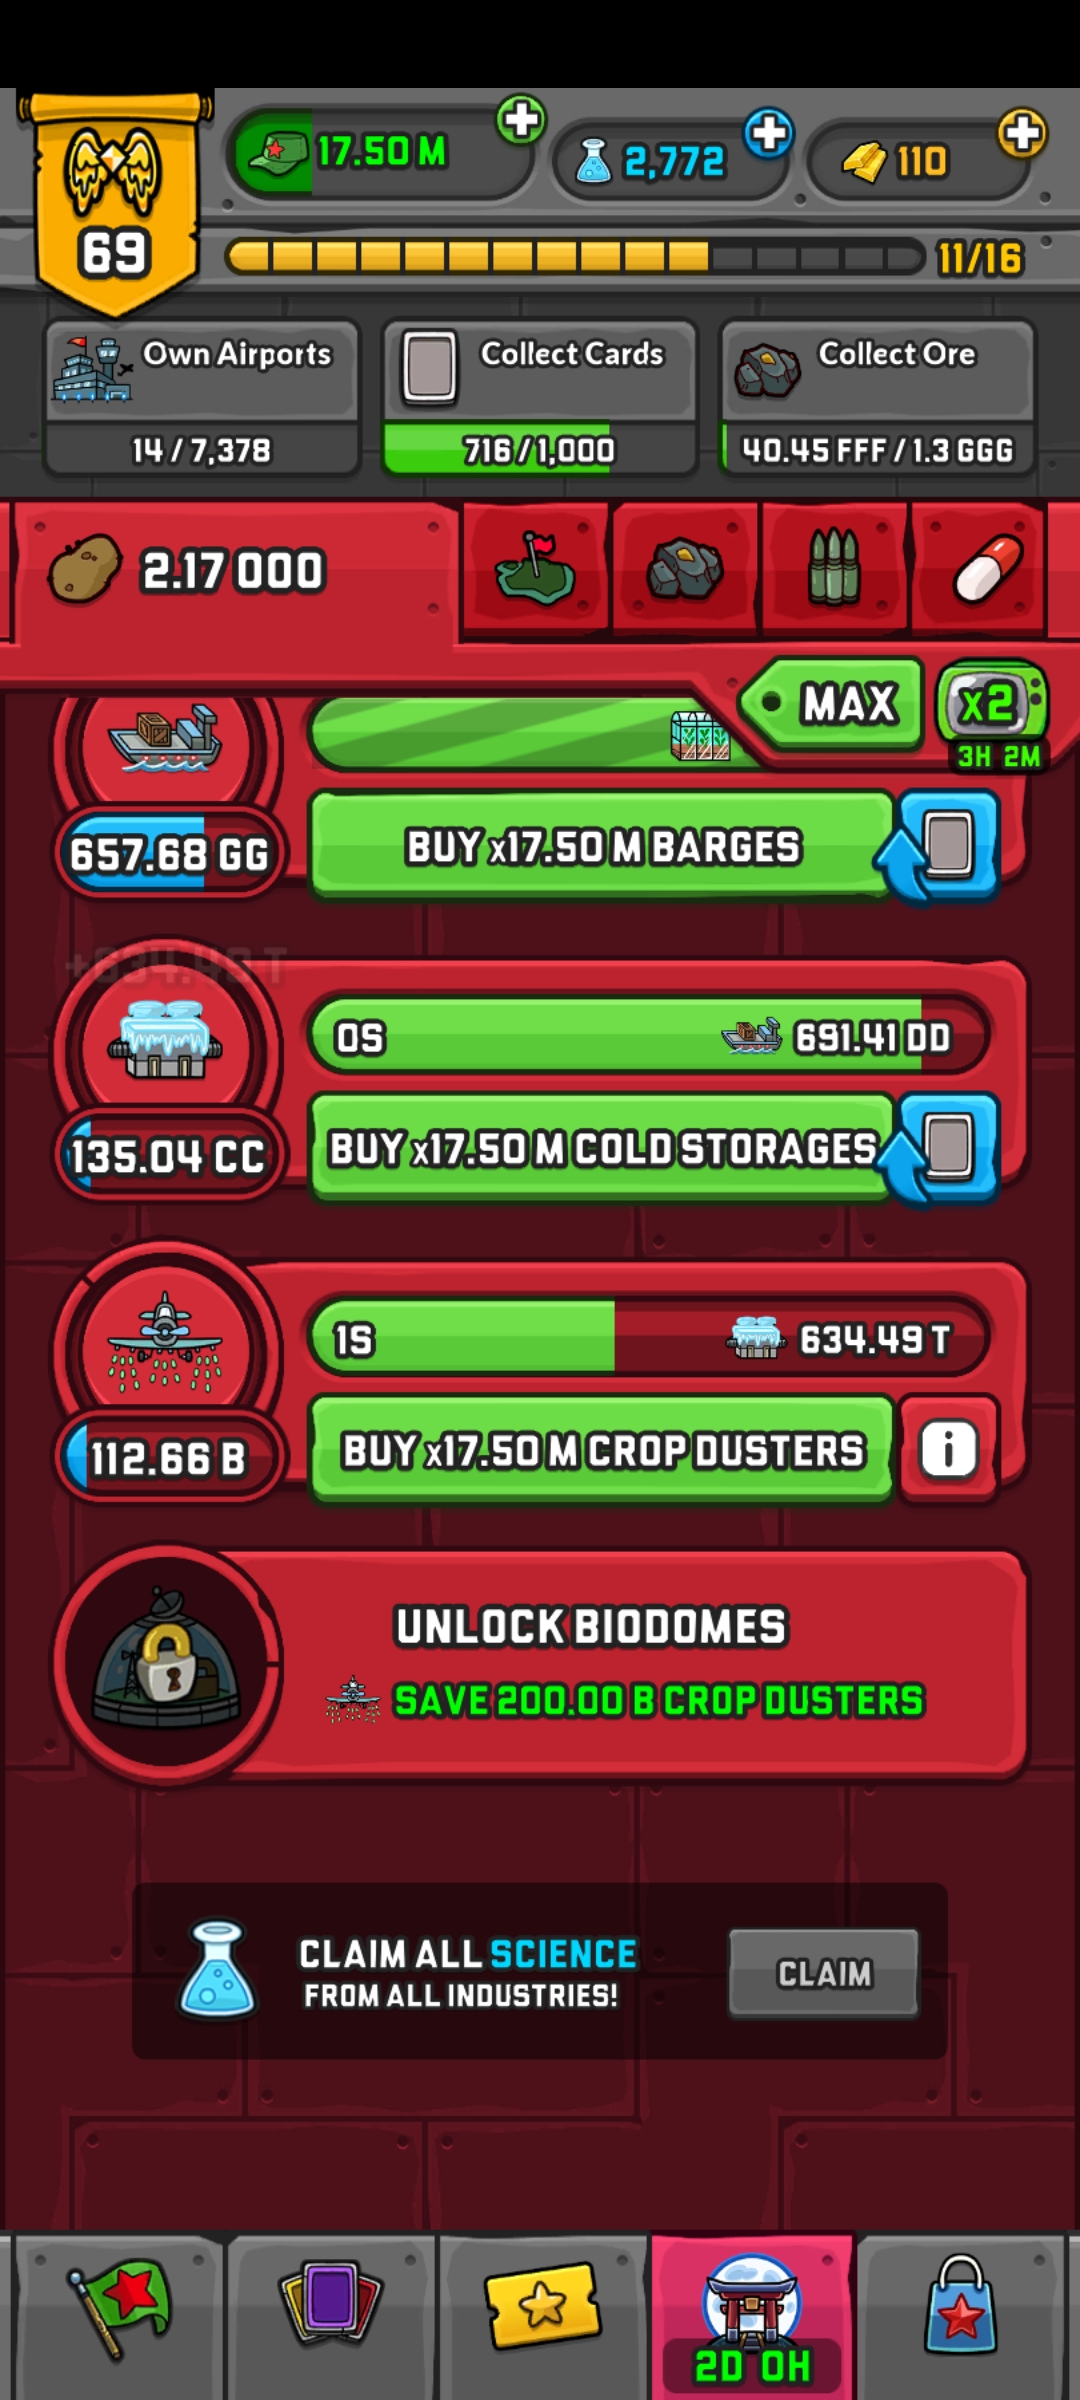 17.50 M
2,772
110
69
11/16
Own Airports
14 / 7,378
Collect Cards
716 / 1,000
Collect Ore
40.45 FFF / 1.3 GGG
2.17 OOO
MAX
x2
3H 2M
657.68 GG
BUY x17.50 M BARGES
+634.49 T
0S
691.41 DD
135.04 CC
BUY x17.50 M COLD STORAGES
1S
634.49 T
112.66 B
BUY x17.50 M CROP DUSTERS
i
UNLOCK BIODOMES
SAVE 200.00 B CROP DUSTERS
CLAIM ALL SCIENCE
FROM ALL INDUSTRIES!
CLAIM
2D 0H